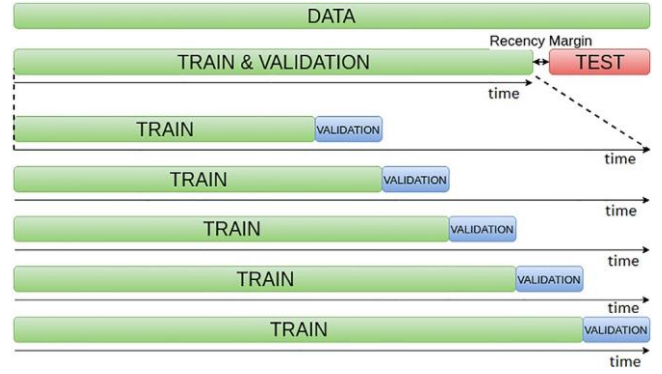 DATA
Recency Margin
TRAIN & VALIDATION
TEST
time
TRAIN
VALIDATION
time
TRAIN
VALIDATION
time
TRAIN
VALIDATION
time
TRAIN
VALIDATION
time
TRAIN
VALIDATION
time